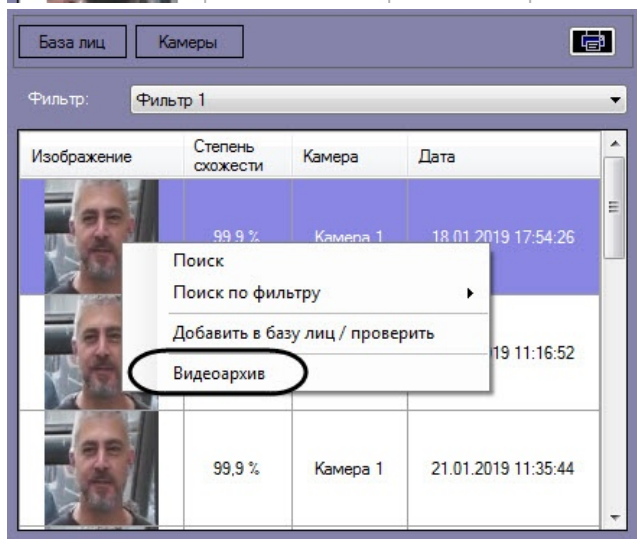 База лиц Камеры
Фильтр: Фильтр 1
Изображение Степень схожести Камера Дата
99,9 % Камера 1 18.01.2019 17:54:26
Поиск
Поиск по фильтру
Добавить в базу лиц / проверить
19 11:16:52
Видеоархив
99,9 % Камера 1 21.01.2019 11:35:44